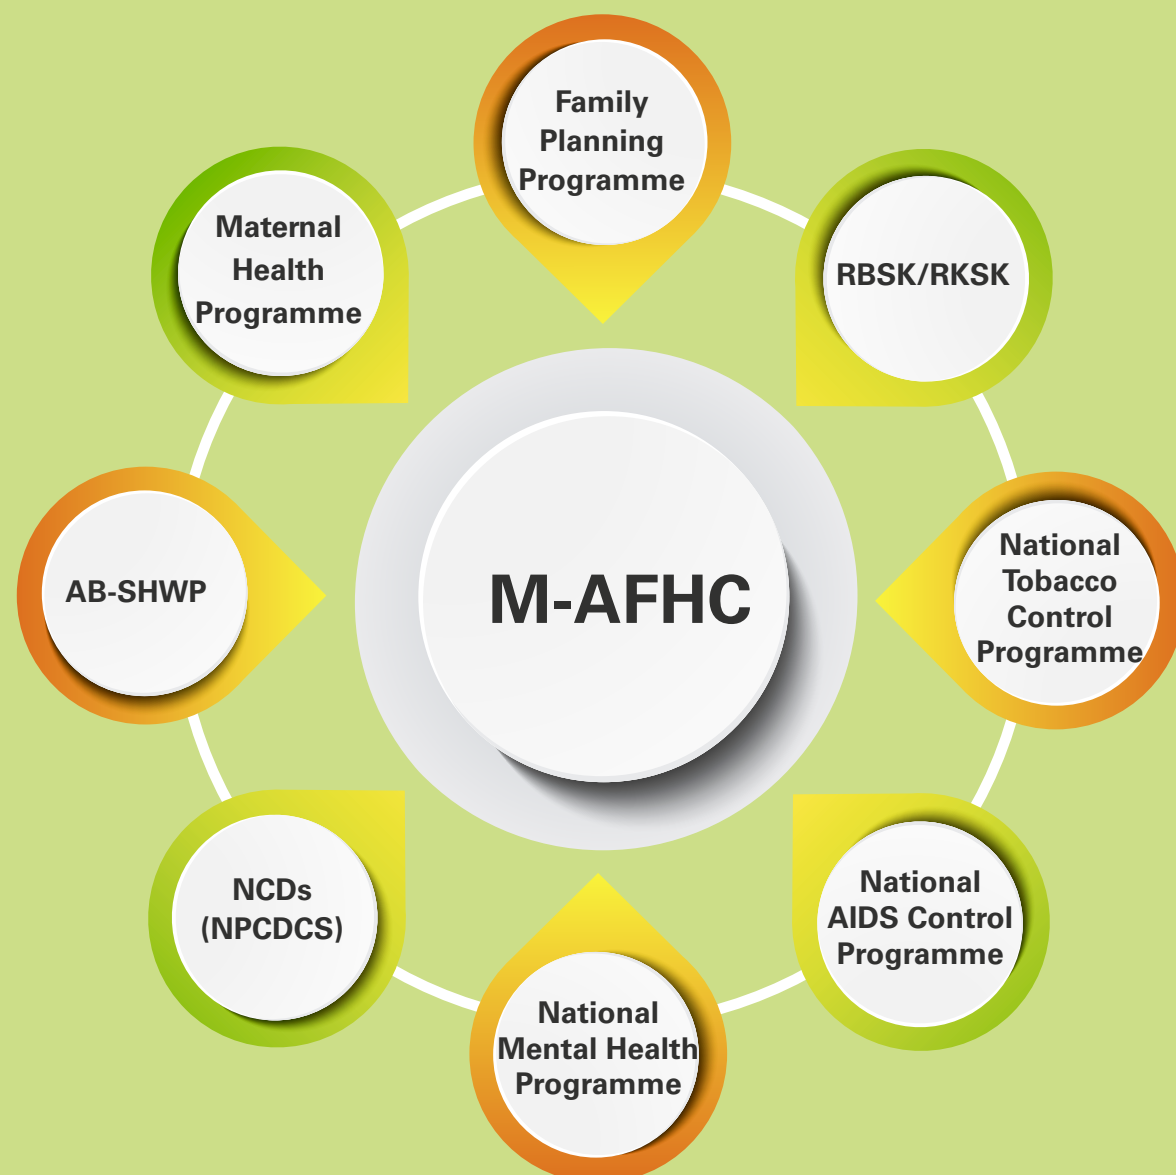 Family
Planning
Programme
Maternal
Health
Programme
RBSK/RKSK
National
Tobacco
Control
Programme
AB-SHWP
M-AFHC
NCDs
(NPCDCS)
National
AIDS Control
Programme
National
Mental Health
Programme